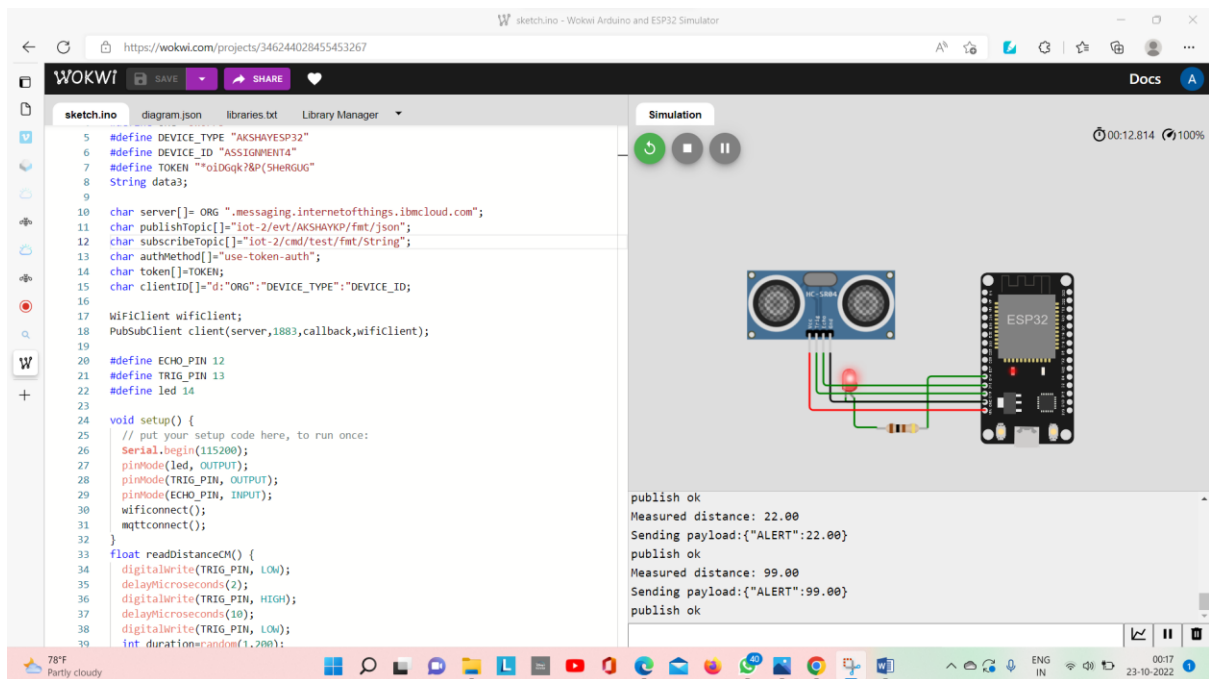 sketch.ino - Wokwi Arduino and ESP32 Simulator
https://wokwi.com/projects/346244028455453267
WOKWI SAVE SHARE Docs A
sketch.ino diagram.json libraries.txt Library Manager
5 #define DEVICE_TYPE "AKSHAYESP32"
6 #define DEVICE_ID "ASSIGNMENT4"
7 #define TOKEN "*oiDGqk?&P(5HeRGUG"
8 String data3;
9
10 char server[]= ORG ".messaging.internetofthings.ibmcloud.com";
11 char publishTopic[]="iot-2/evt/AKSHAYKP/fmt/json";
12 char subscribeTopic[]="iot-2/cmd/test/fmt/String";
13 char authMethod[]="use-token-auth";
14 char token[]=TOKEN;
15 char clientID[]="d:"ORG":"DEVICE_TYPE":"DEVICE_ID;
16
17 WiFiClient wifiClient;
18 PubSubClient client(server,1883,callback,wifiClient);
19
20 #define ECHO_PIN 12
21 #define TRIG_PIN 13
22 #define led 14
23
24 void setup() {
25 // put your setup code here, to run once:
26 Serial.begin(115200);
27 pinMode(led, OUTPUT);
28 pinMode(TRIG_PIN, OUTPUT);
29 pinMode(ECHO_PIN, INPUT);
30 wificonnect();
31 mqttconnect();
32 }
33 float readDistanceCM() {
34 digitalWrite(TRIG_PIN, LOW);
35 delayMicroseconds(2);
36 digitalWrite(TRIG_PIN, HIGH);
37 delayMicroseconds(10);
38 digitalWrite(TRIG_PIN, LOW);
39 int duration=random(1,200);
Simulation
00:12.814 100%
HC-SR04
Vcc Trig Echo Gnd
ESP32
publish ok
Measured distance: 22.00
Sending payload:{"ALERT":22.00}
publish ok
Measured distance: 99.00
Sending payload:{"ALERT":99.00}
publish ok
78°F
Partly cloudy
40
ENG
IN
00:17
23-10-2022
1